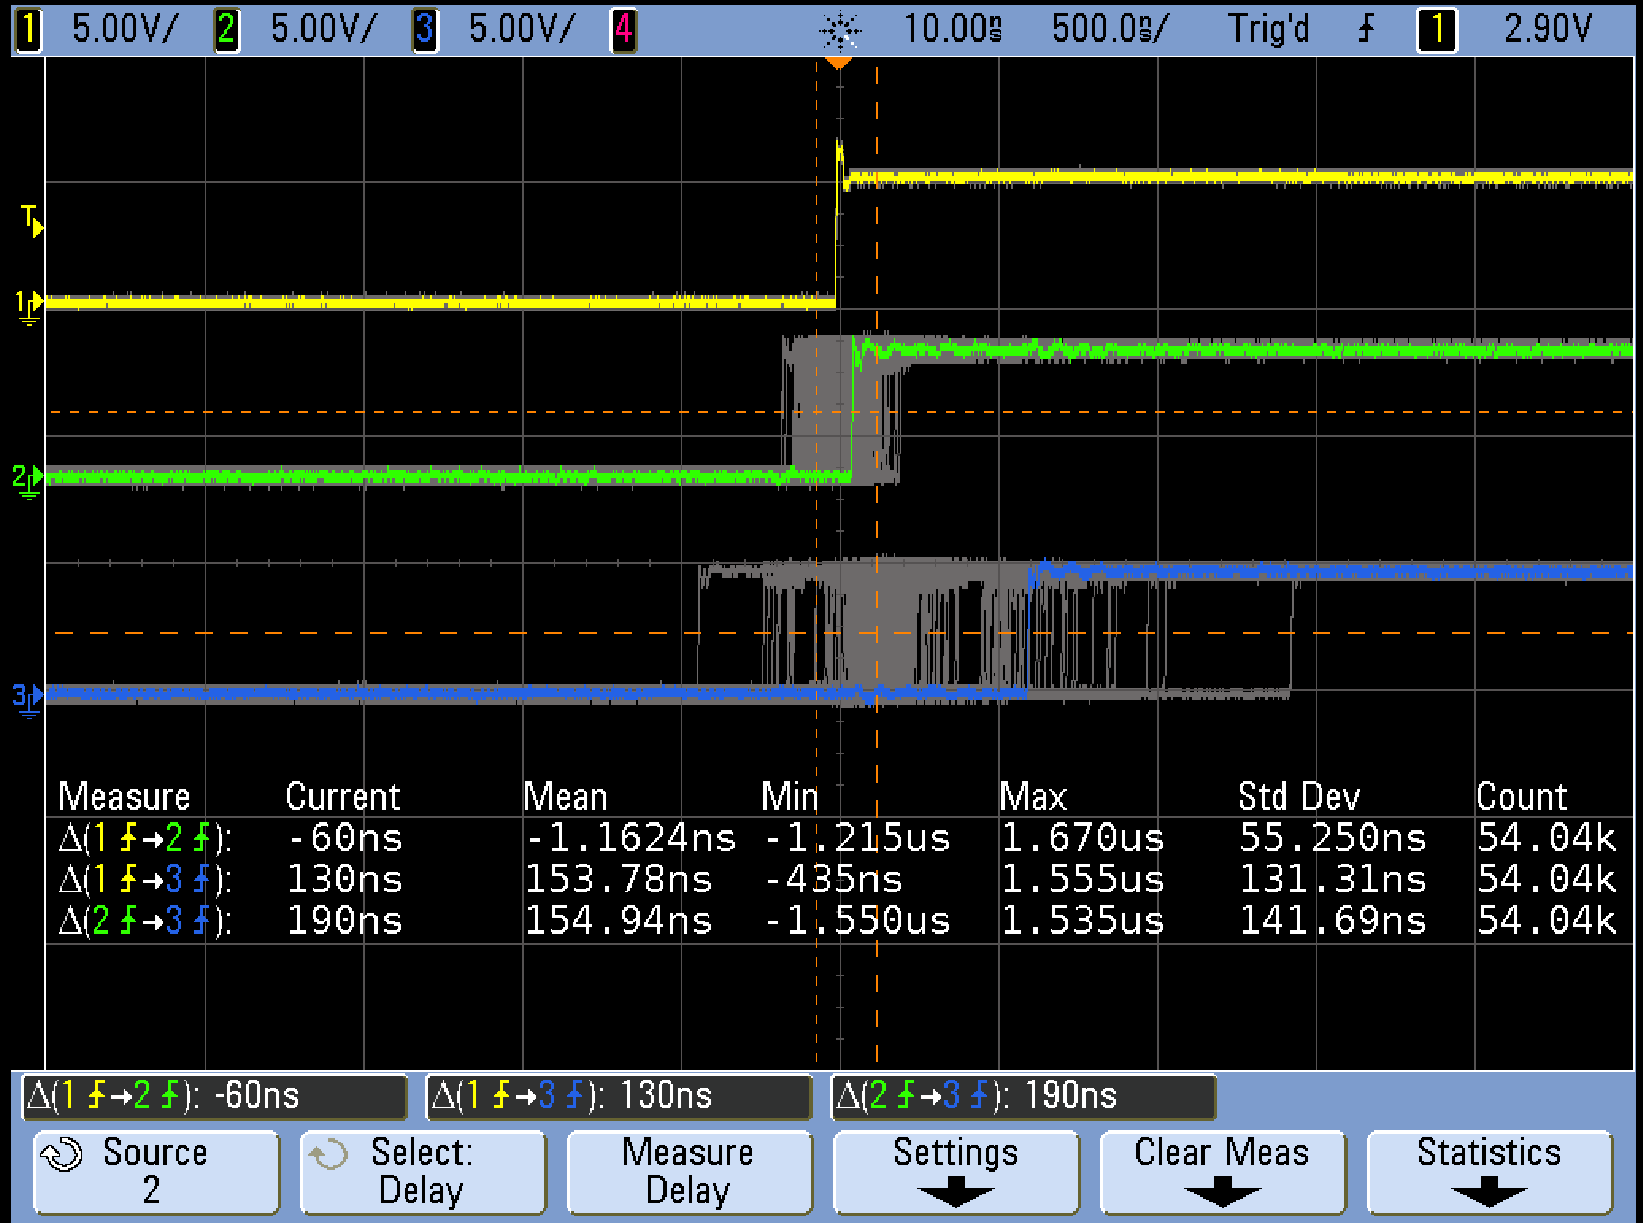 1 5.00V/ 2 5.00V/ 3 5.00V/ 4 10.00s 500.0s/ Trig'd 1 2.90V
T
1
2
3
Measure Current Mean Min Max Std Dev Count
Δ(1→2): -60ns -1.1624ns -1.215us 1.670us 55.250ns 54.04k
Δ(1→3): 130ns 153.78ns -435ns 1.555us 131.31ns 54.04k
Δ(2→3): 190ns 154.94ns -1.550us 1.535us 141.69ns 54.04k
Δ(1→2): -60ns Δ(1→3): 130ns Δ(2→3): 190ns
Source Select: Measure Settings Clear Meas Statistics
2 Delay Delay